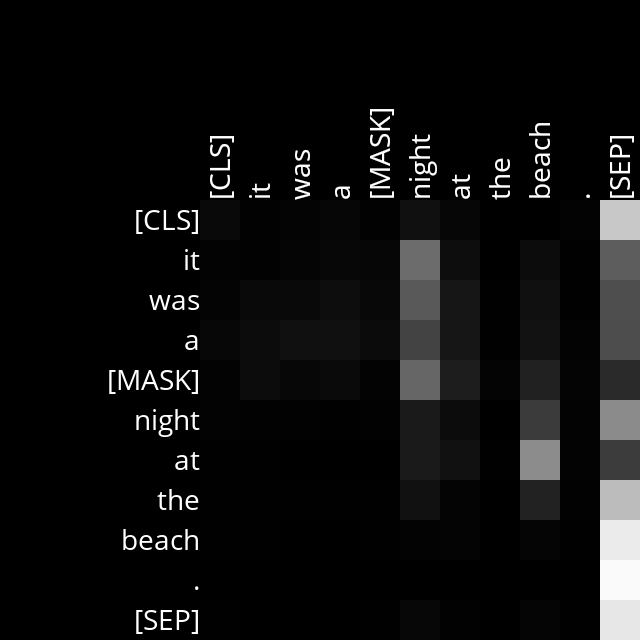 [CLS] it was a [MASK] night at the beach . [SEP]
[CLS]
it
was
a
[MASK]
night
at
the
beach
.
[SEP]